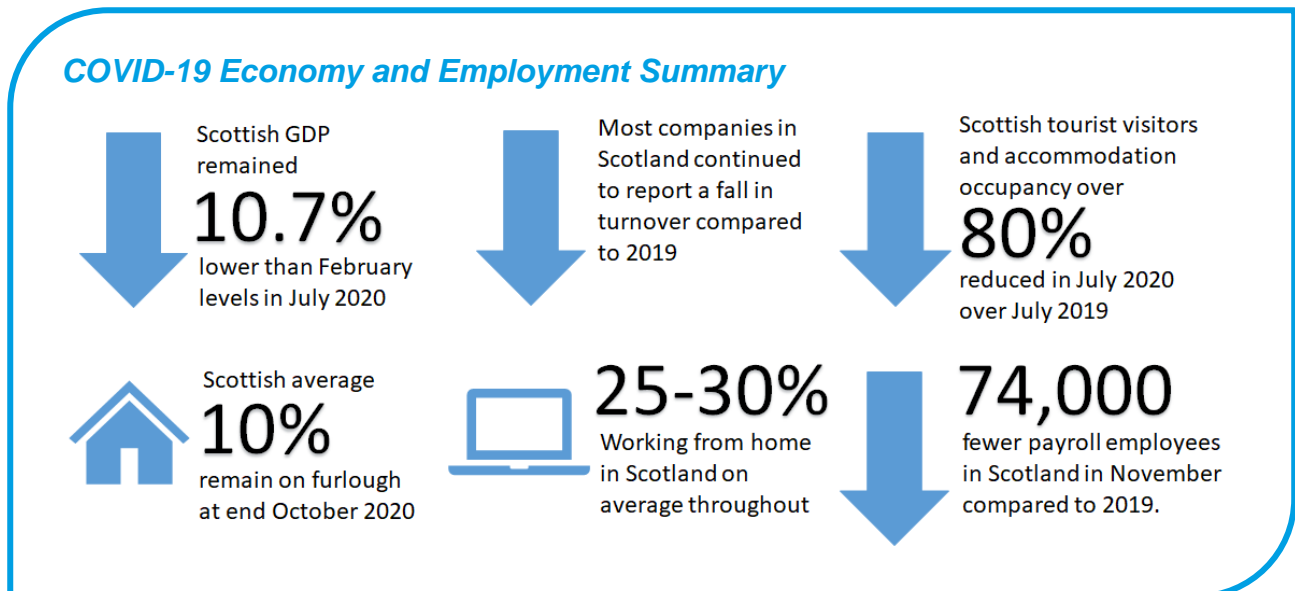 COVID-19 Economy and Employment Summary
Scottish GDP
remained
10.7%
lower than February
levels in July 2020
Most companies in
Scotland continued
to report a fall in
turnover compared
to 2019
Scottish tourist visitors
and accommodation
occupancy over
80%
reduced in July 2020
over July 2019
Scottish average
10%
remain on furlough
at end October 2020
25-30%
Working from home
in Scotland on
average throughout
74,000
fewer payroll employees
in Scotland in November
compared to 2019.